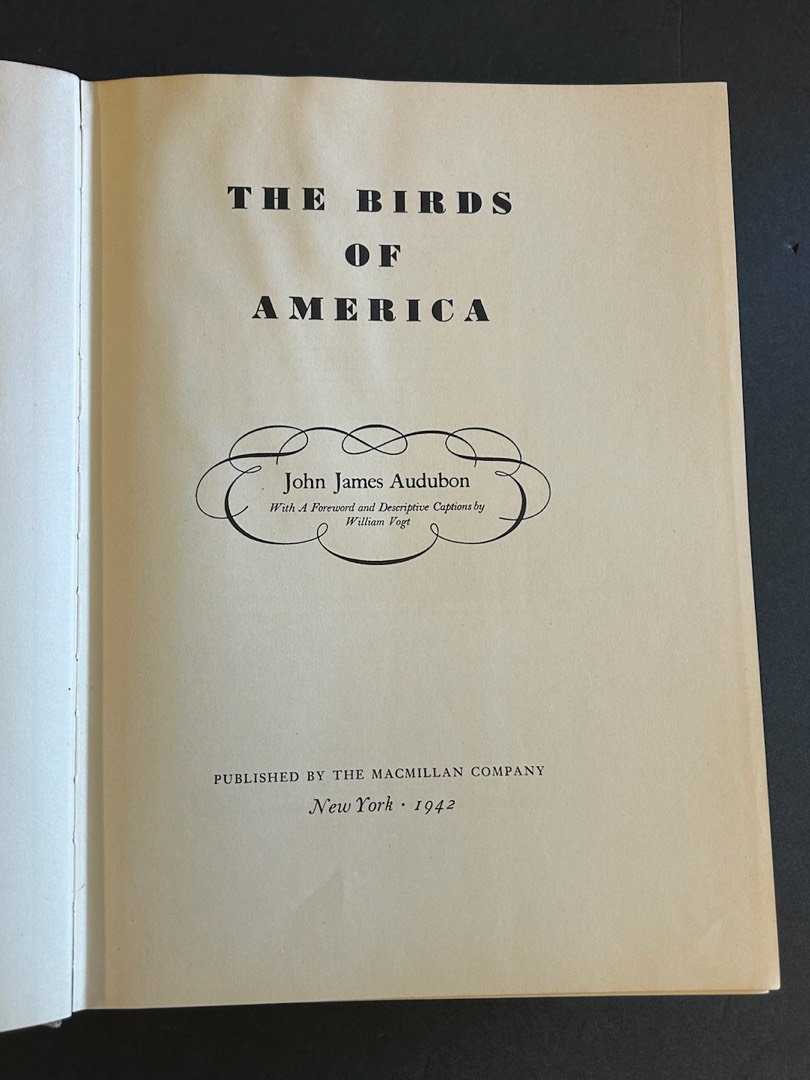 THE BIRDS
OF
AMERICA
John James Audubon
With A Foreword and Descriptive Captions by
William Vogt
PUBLISHED BY THE MACMILLAN COMPANY
New York · 1942